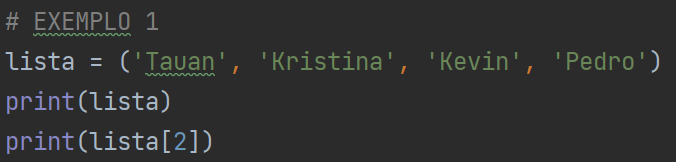 # EXEMPLO 1
lista = ('Tauan', 'Kristina', 'Kevin', 'Pedro')
print(lista)
print(lista[2])